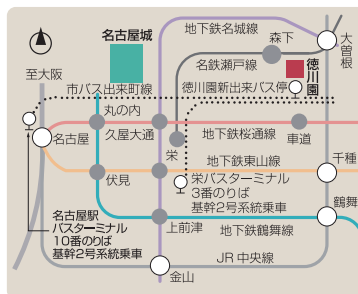 地下鉄名城線
森下
大曽根
名古屋城
名鉄瀬戸線
徳川園
至大阪
市バス出来町線
徳川園新出来バス停
丸の内
名古屋
久屋大通
栄
地下鉄桜通線
車道
伏見
地下鉄東山線
千種
栄バスターミナル
3番のりば
基幹2号系統乗車
名古屋駅
バスターミナル
10番のりば
基幹2号系統乗車
上前津
地下鉄鶴舞線
鶴舞
JR中央線
金山